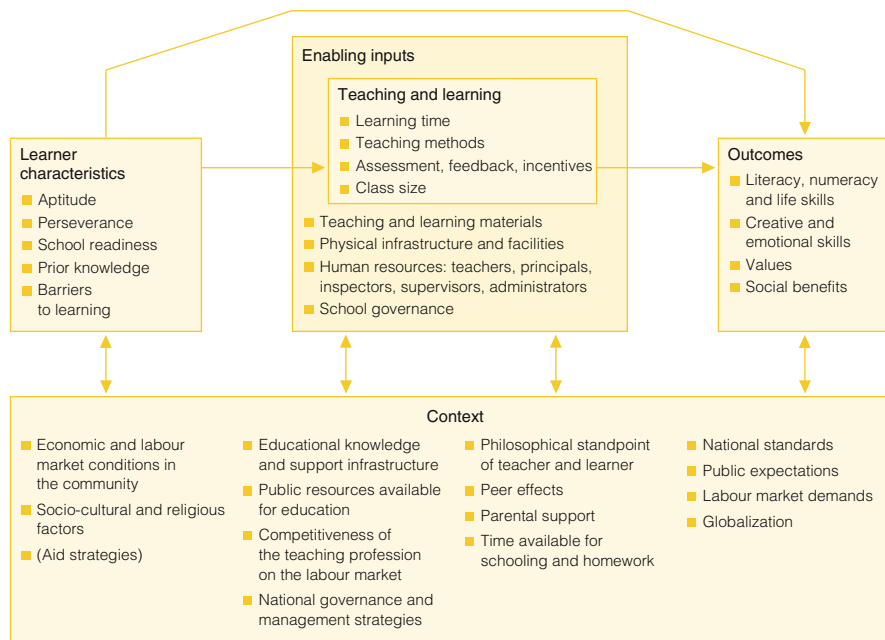 Enabling inputs
Teaching and learning
Learning time
Teaching methods
Assessment, feedback, incentives
Class size
Teaching and learning materials
Physical infrastructure and facilities
Human resources: teachers, principals,
inspectors, supervisors, administrators
School governance
Learner
characteristics
Aptitude
Perseverance
School readiness
Prior knowledge
Barriers
to learning
Outcomes
Literacy, numeracy
and life skills
Creative and
emotional skills
Values
Social benefits
Context
Economic and labour
market conditions in
the community
Socio-cultural and religious
factors
(Aid strategies)
Educational knowledge
and support infrastructure
Public resources available
for education
Competitiveness of
the teaching profession
on the labour market
National governance and
management strategies
Philosophical standpoint
of teacher and learner
Peer effects
Parental support
Time available for
schooling and homework
National standards
Public expectations
Labour market demands
Globalization